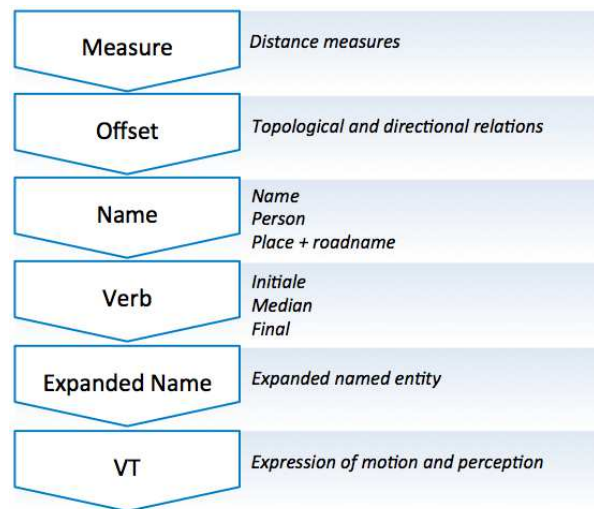 Measure
Distance measures
Offset
Topological and directional relations
Name
Name
Person
Place + roadname
Verb
Initiale
Median
Final
Expanded Name
Expanded named entity
VT
Expression of motion and perception